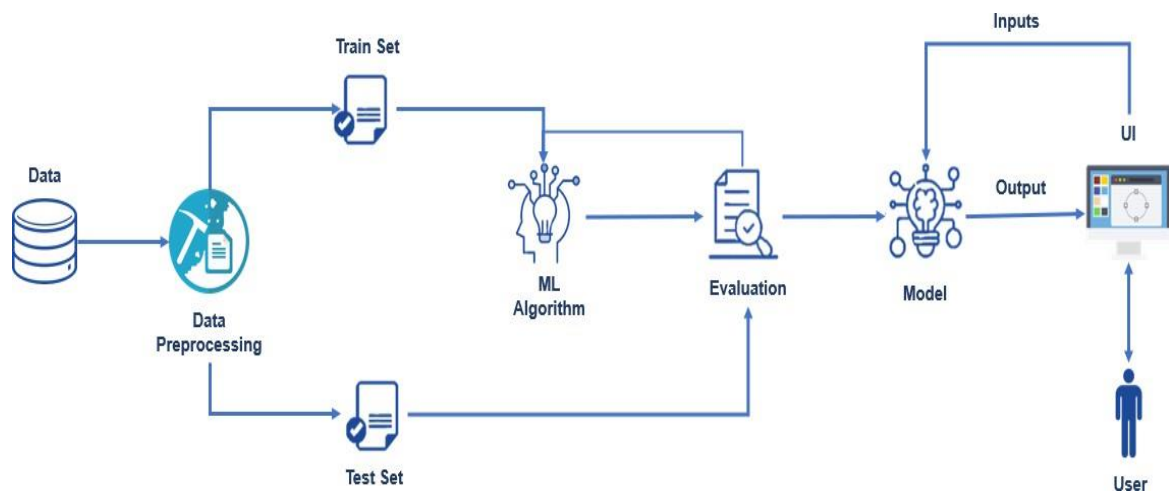 Inputs
Train Set
UI
Data
Output
ML
Algorithm
Evaluation
Model
Data
Preprocessing
Test Set
User